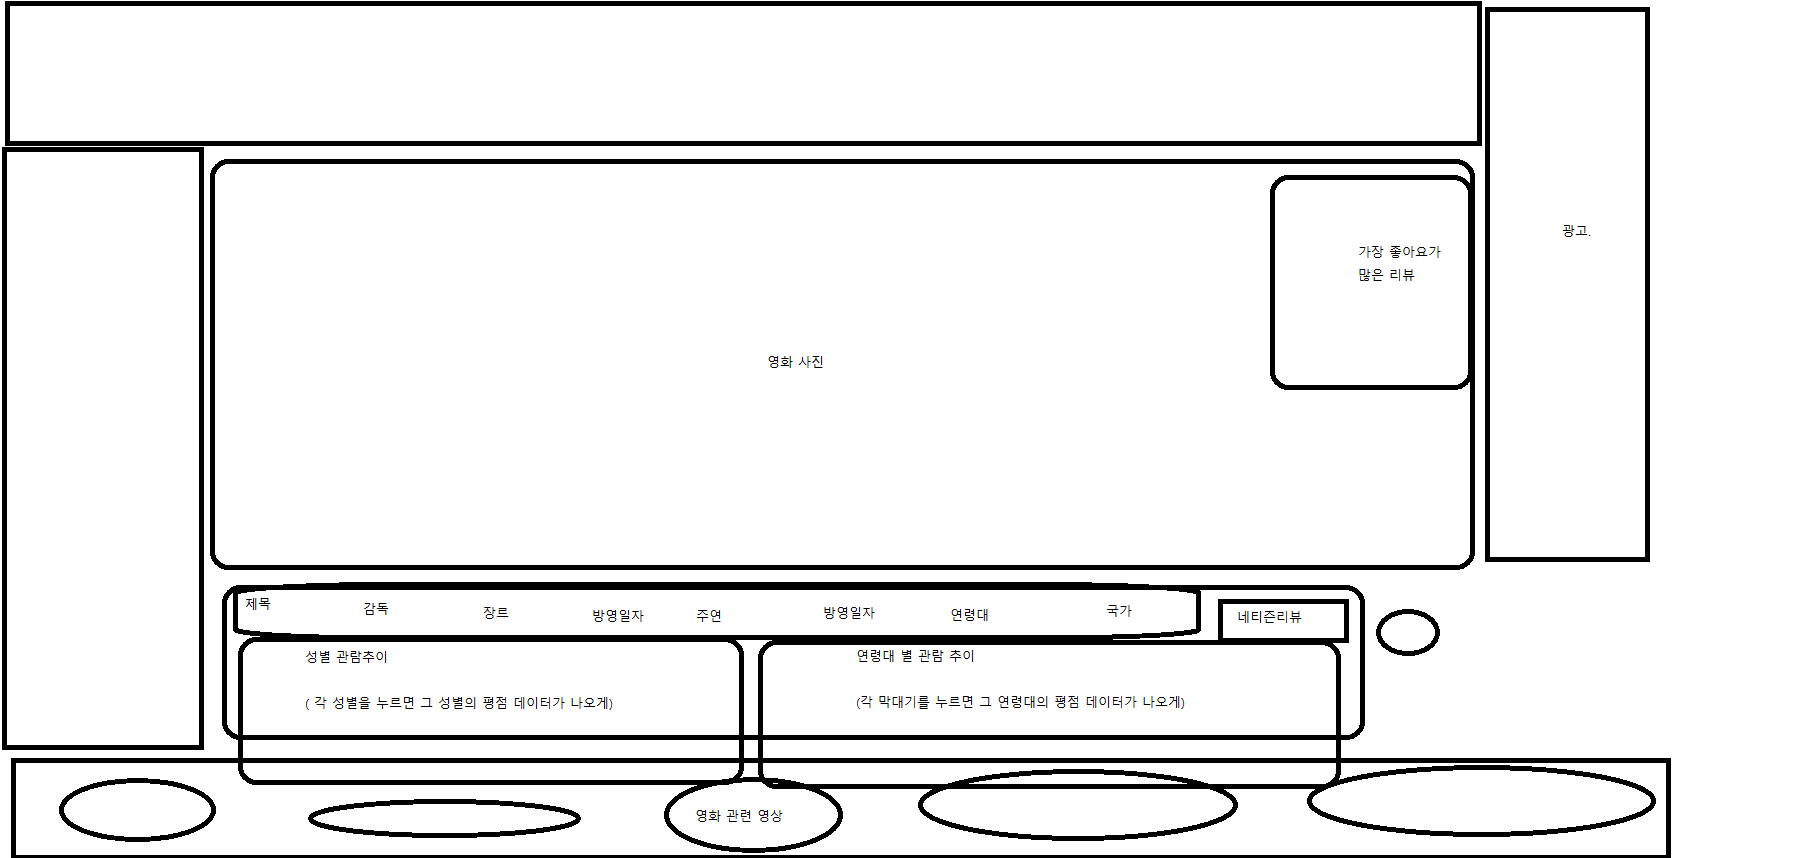 광고.
가장 좋아요가
많은 리뷰
영화 사진
제목 감독 장르 방영일자 주연 방영일자 연령대 국가 네티즌리뷰
성별 관람추이
( 각 성별을 누르면 그 성별의 평점 데이터가 나오게)
연령대 별 관람 추이
(각 막대기를 누르면 그 연령대의 평점 데이터가 나오게)
영화 관련 영상